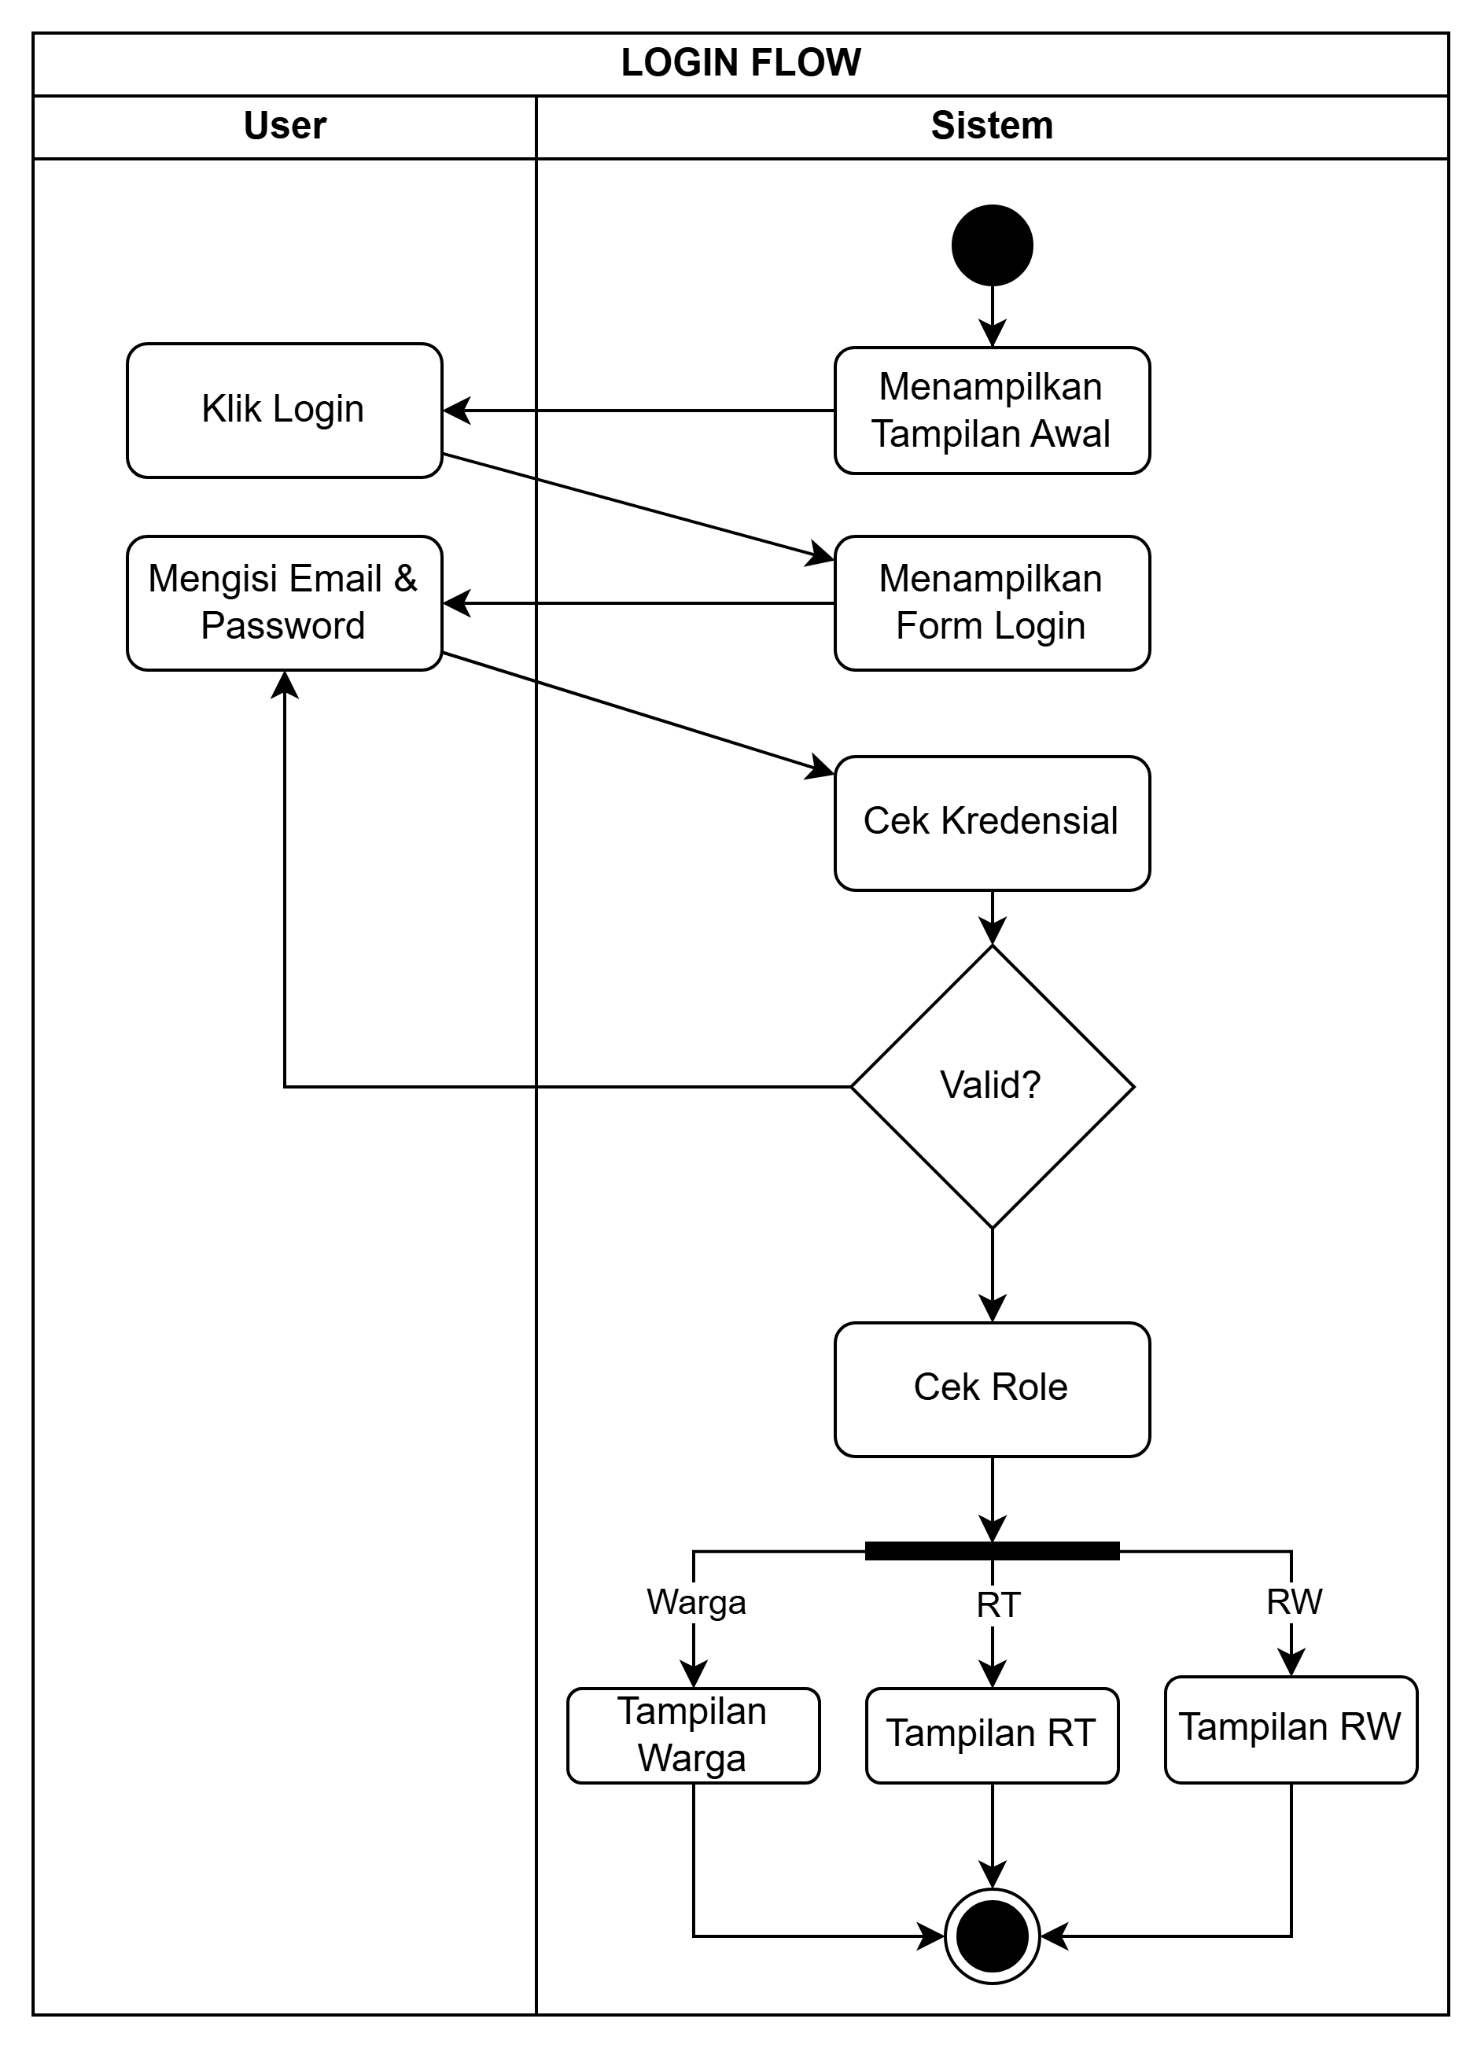 LOGIN FLOW
User
Sistem
Klik Login
Menampilkan
Tampilan Awal
Mengisi Email &
Password
Menampilkan
Form Login
Cek Kredensial
Valid?
Cek Role
Warga
RT
RW
Tampilan
Warga
Tampilan RT
Tampilan RW